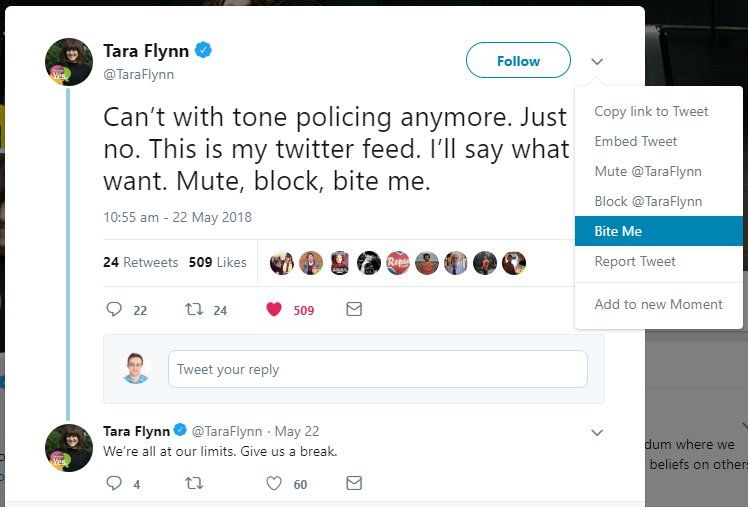 Tara Flynn
@TaraFlynn
Follow
Can’t with tone policing anymore. Just
no. This is my twitter feed. I’ll say what
want. Mute, block, bite me.
10:55 am - 22 May 2018
Copy link to Tweet
Embed Tweet
Mute @TaraFlynn
Block @TaraFlynn
Bite Me
Report Tweet
Add to new Moment
24 Retweets 509 Likes
22 24 509
Tweet your reply
Tara Flynn @TaraFlynn · May 22
We’re all at our limits. Give us a break.
4 60
dum where we
beliefs on others